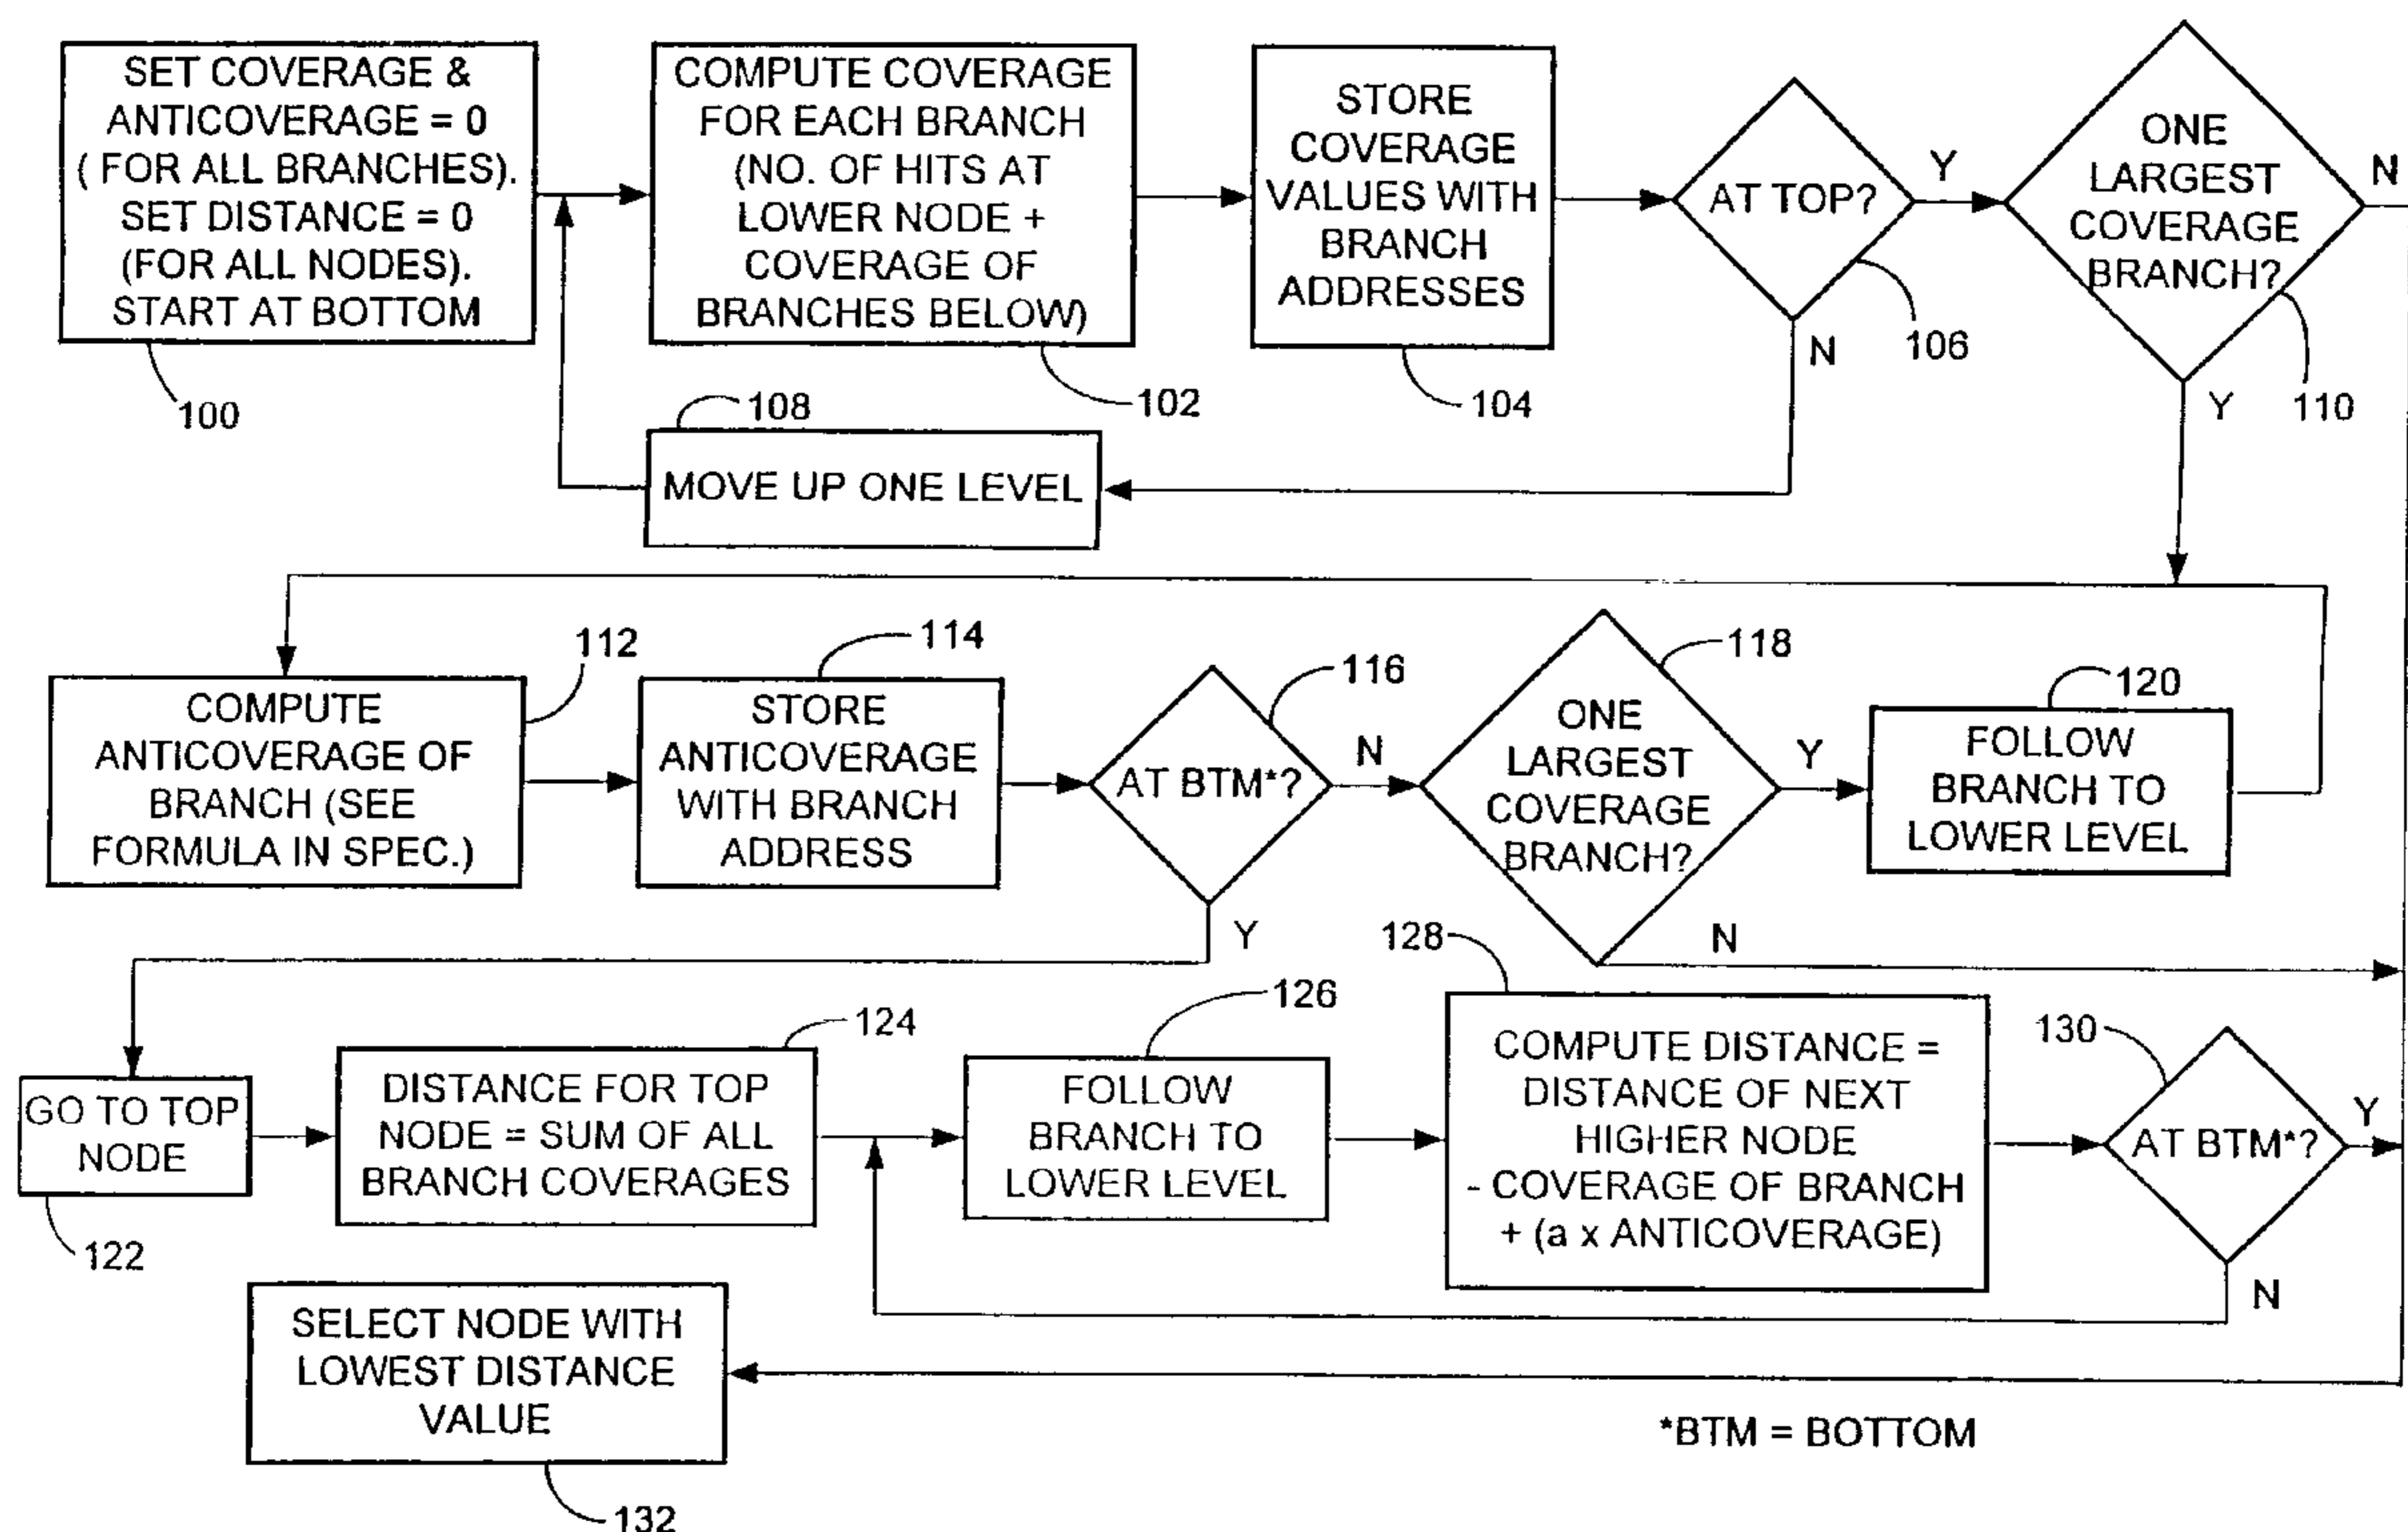 SET COVERAGE &
ANTICOVERAGE = 0
( FOR ALL BRANCHES).
SET DISTANCE = 0
(FOR ALL NODES).
START AT BOTTOM
100
COMPUTE COVERAGE
FOR EACH BRANCH
(NO. OF HITS AT
LOWER NODE +
COVERAGE OF
BRANCHES BELOW)
102
STORE
COVERAGE
VALUES WITH
BRANCH
ADDRESSES
104
AT TOP?
Y
N
106
ONE
LARGEST
COVERAGE
BRANCH?
N
Y
110
108
MOVE UP ONE LEVEL
112
COMPUTE
ANTICOVERAGE OF
BRANCH (SEE
FORMULA IN SPEC.)
114
STORE
ANTICOVERAGE
WITH BRANCH
ADDRESS
116
AT BTM*?
N
Y
118
ONE
LARGEST
COVERAGE
BRANCH?
Y
N
120
FOLLOW
BRANCH TO
LOWER LEVEL
GO TO TOP
NODE
122
124
DISTANCE FOR TOP
NODE = SUM OF ALL
BRANCH COVERAGES
126
FOLLOW
BRANCH TO
LOWER LEVEL
128
COMPUTE DISTANCE =
DISTANCE OF NEXT
HIGHER NODE
- COVERAGE OF BRANCH
+ (a x ANTICOVERAGE)
130
AT BTM*?
Y
N
SELECT NODE WITH
LOWEST DISTANCE
VALUE
132
*BTM = BOTTOM